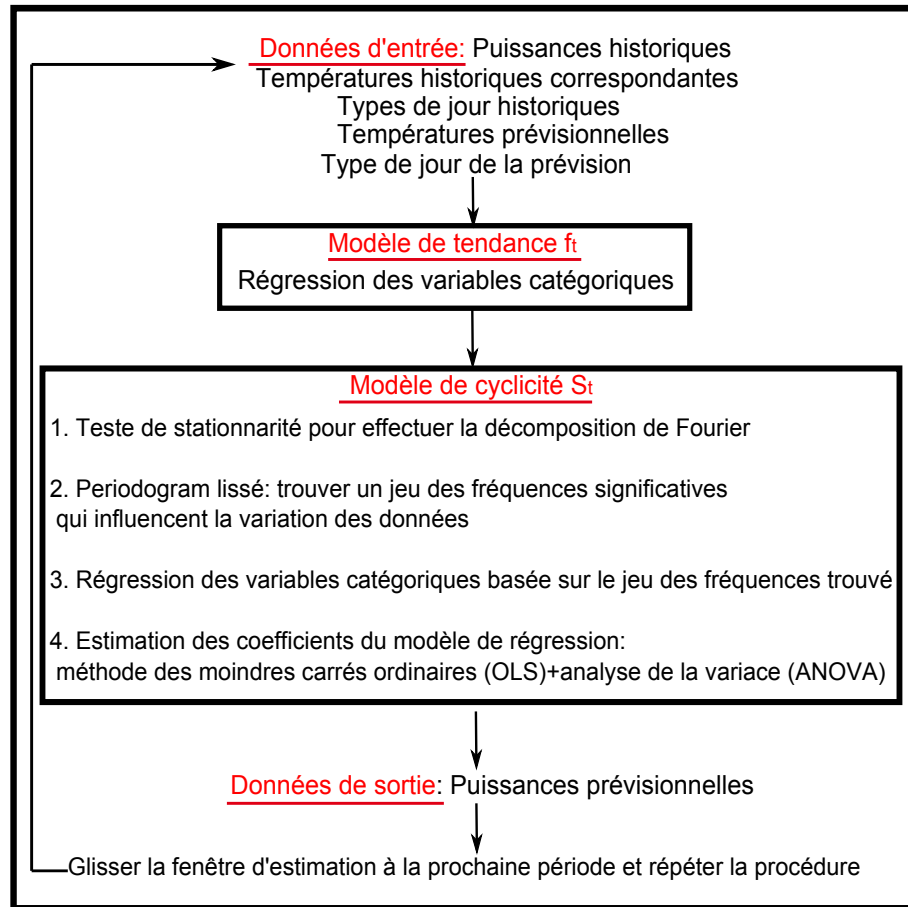 Données d'entrée: Puissances historiques
Températures historiques correspondantes
Types de jour historiques
Températures prévisionnelles
Type de jour de la prévision
Modèle de tendance ft
Régression des variables catégoriques
Modèle de cyclicité St
1. Teste de stationnarité pour effectuer la décomposition de Fourier
2. Periodogram lissé: trouver un jeu des fréquences significatives
qui influencent la variation des données
3. Régression des variables catégoriques basée sur le jeu des fréquences trouvé
4. Estimation des coefficients du modèle de régression:
méthode des moindres carrés ordinaires (OLS)+analyse de la variace (ANOVA)
Données de sortie: Puissances prévisionnelles
Glisser la fenêtre d'estimation à la prochaine période et répéter la procédure